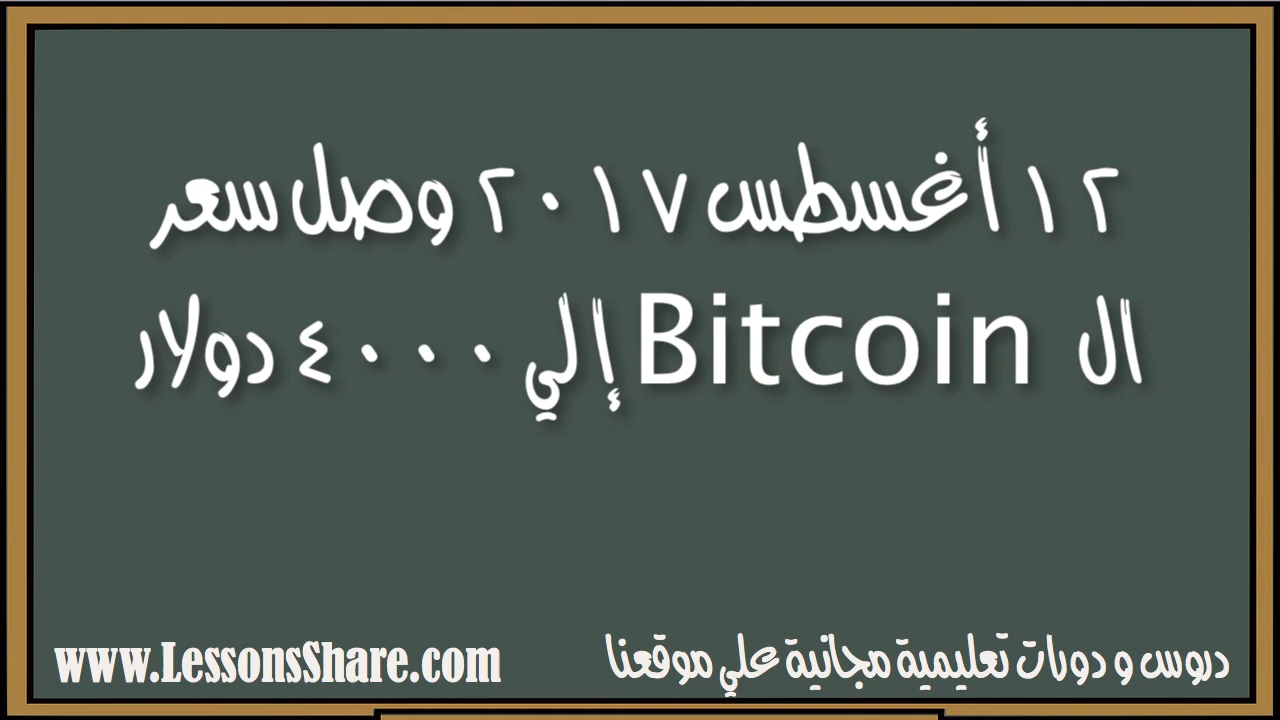 ١٢ أغسطس ٢٠١٧ وصل سعر
ال Bitcoin إلي ٤٠٠٠ دولار
دروس و دورات تعليمية مجانية علي موقعنا
www.LessonsShare.com